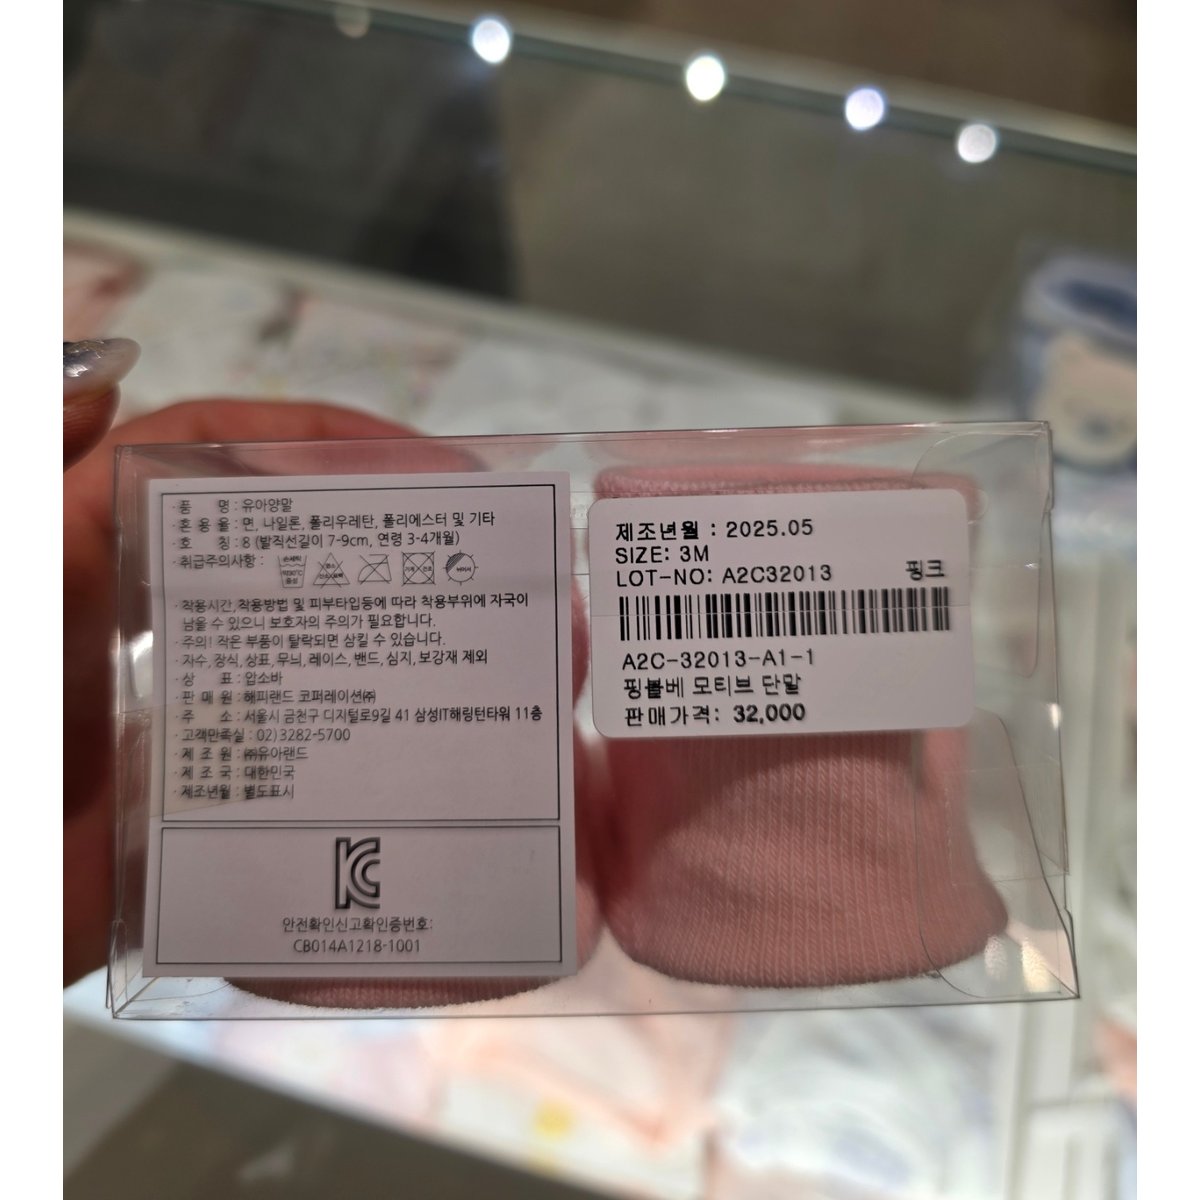 · 품 명 : 유아양말
· 혼 용 율 : 면, 나일론, 폴리우레탄, 폴리에스터 및 기타
· 호 칭 : 8 (발직선길이 7-9cm, 연령 3-4개월)
· 취급주의사항 :
· 착용시간,착용방법 및 피부타입등에 따라 착용부위에 자국이
남을 수 있으니 보호자의 주의가 필요합니다.
· 주의! 작은 부품이 탈락되면 삼킬 수 있습니다.
· 자수, 장식, 상표, 무늬, 레이스, 밴드, 심지, 보강재 제외
· 상 표 : 압소바
· 판 매 원 : 해피랜드 코퍼레이션㈜
· 주 소 : 서울시 금천구 디지털로9길 41 삼성IT해링턴타워 11층
· 고객만족실 : 02)3282-5700
· 제 조 원 : ㈜유아랜드
· 제 조 국 : 대한민국
· 제조년월 : 별도표시
KC
안전확인신고확인증번호:
CB014A1218-1001
제조년월 : 2025.05
SIZE: 3M
LOT-NO: A2C32013 핑크
A2C-32013-A1-1
핑볼베 모티브 단말
판매가격: 32,000